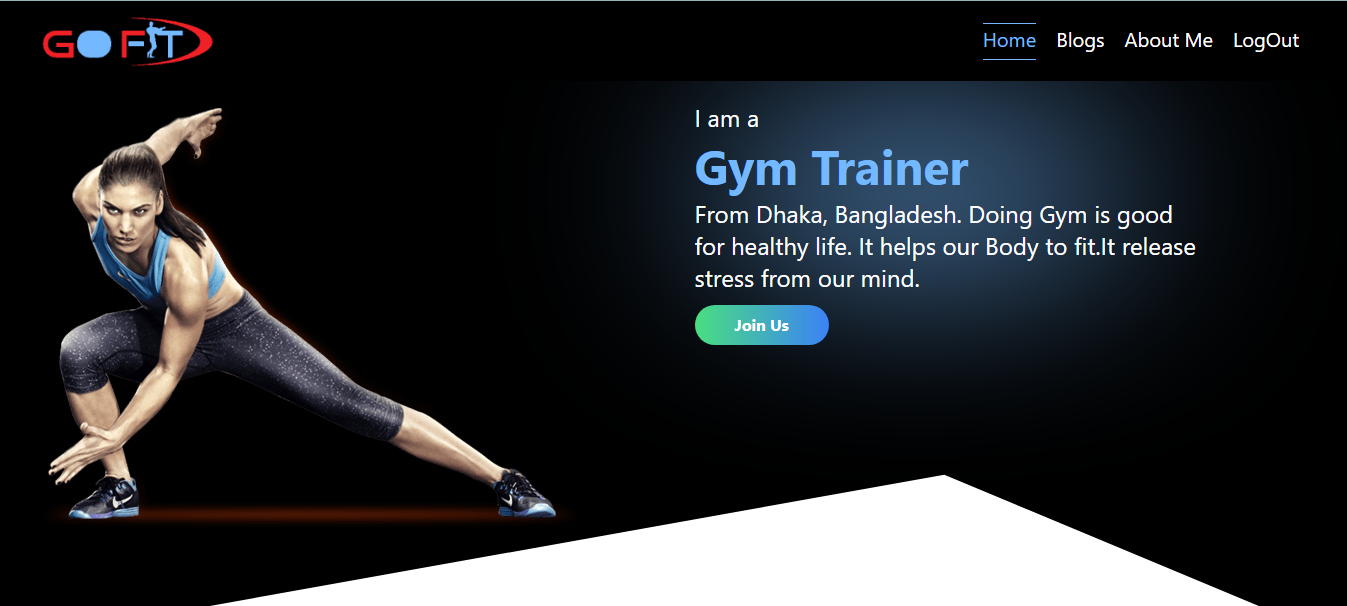 GO FIT
Home Blogs About Me LogOut
I am a
Gym Trainer
From Dhaka, Bangladesh. Doing Gym is good
for healthy life. It helps our Body to fit.It release
stress from our mind.
Join Us